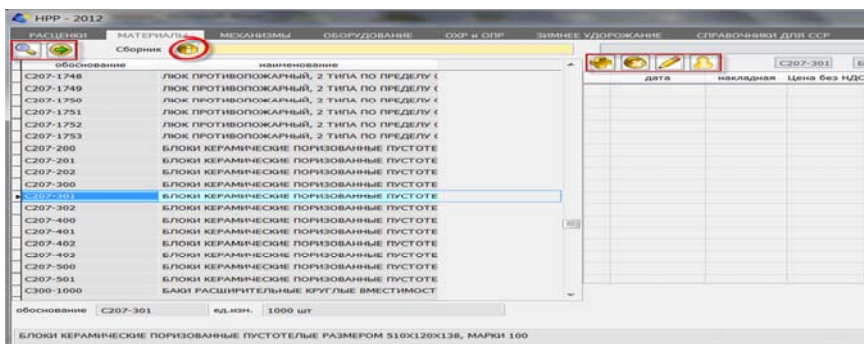 НРР - 2012
РАСЦЕНКИ МАТЕРИАЛЫ МЕХАНИЗМЫ ОБОРУДОВАНИЕ ОХР и ОПР ЗИМНЕЕ УДОРОЖАНИЕ СПРАВОЧНИКИ ДЛЯ ССР
Сборник
обоснование наименование
С207-301
дата накладная Цена без НДС
С207-1748 ЛЮК ПРОТИВОПОЖАРНЫЙ, 2 ТИПА ПО ПРЕДЕЛУ
С207-1749 ЛЮК ПРОТИВОПОЖАРНЫЙ, 2 ТИПА ПО ПРЕДЕЛУ
С207-1750 ЛЮК ПРОТИВОПОЖАРНЫЙ, 2 ТИПА ПО ПРЕДЕЛУ
С207-1751 ЛЮК ПРОТИВОПОЖАРНЫЙ, 2 ТИПА ПО ПРЕДЕЛУ
С207-1752 ЛЮК ПРОТИВОПОЖАРНЫЙ, 2 ТИПА ПО ПРЕДЕЛУ
С207-1753 ЛЮК ПРОТИВОПОЖАРНЫЙ, 2 ТИПА ПО ПРЕДЕЛУ
С207-200 БЛОКИ КЕРАМИЧЕСКИЕ ПОРИЗОВАННЫЕ ПУСТОТЕ
С207-201 БЛОКИ КЕРАМИЧЕСКИЕ ПОРИЗОВАННЫЕ ПУСТОТЕ
С207-202 БЛОКИ КЕРАМИЧЕСКИЕ ПОРИЗОВАННЫЕ ПУСТОТЕ
С207-300 БЛОКИ КЕРАМИЧЕСКИЕ ПОРИЗОВАННЫЕ ПУСТОТЕ
С207-301 БЛОКИ КЕРАМИЧЕСКИЕ ПОРИЗОВАННЫЕ ПУСТОТЕ
С207-302 БЛОКИ КЕРАМИЧЕСКИЕ ПОРИЗОВАННЫЕ ПУСТОТЕ
С207-400 БЛОКИ КЕРАМИЧЕСКИЕ ПОРИЗОВАННЫЕ ПУСТОТЕ
С207-401 БЛОКИ КЕРАМИЧЕСКИЕ ПОРИЗОВАННЫЕ ПУСТОТЕ
С207-402 БЛОКИ КЕРАМИЧЕСКИЕ ПОРИЗОВАННЫЕ ПУСТОТЕ
С207-403 БЛОКИ КЕРАМИЧЕСКИЕ ПОРИЗОВАННЫЕ ПУСТОТЕ
С207-500 БЛОКИ КЕРАМИЧЕСКИЕ ПОРИЗОВАННЫЕ ПУСТОТЕ
С207-501 БЛОКИ КЕРАМИЧЕСКИЕ ПОРИЗОВАННЫЕ ПУСТОТЕ
С300-1000 БАКИ РАСШИРИТЕЛЬНЫЕ КРУГЛЫЕ ВМЕСТИМОСТ
обоснование С207-301 ед.изм. 1000 шт
БЛОКИ КЕРАМИЧЕСКИЕ ПОРИЗОВАННЫЕ ПУСТОТЕЛЫЕ РАЗМЕРОМ 510Х120Х138, МАРКИ 100